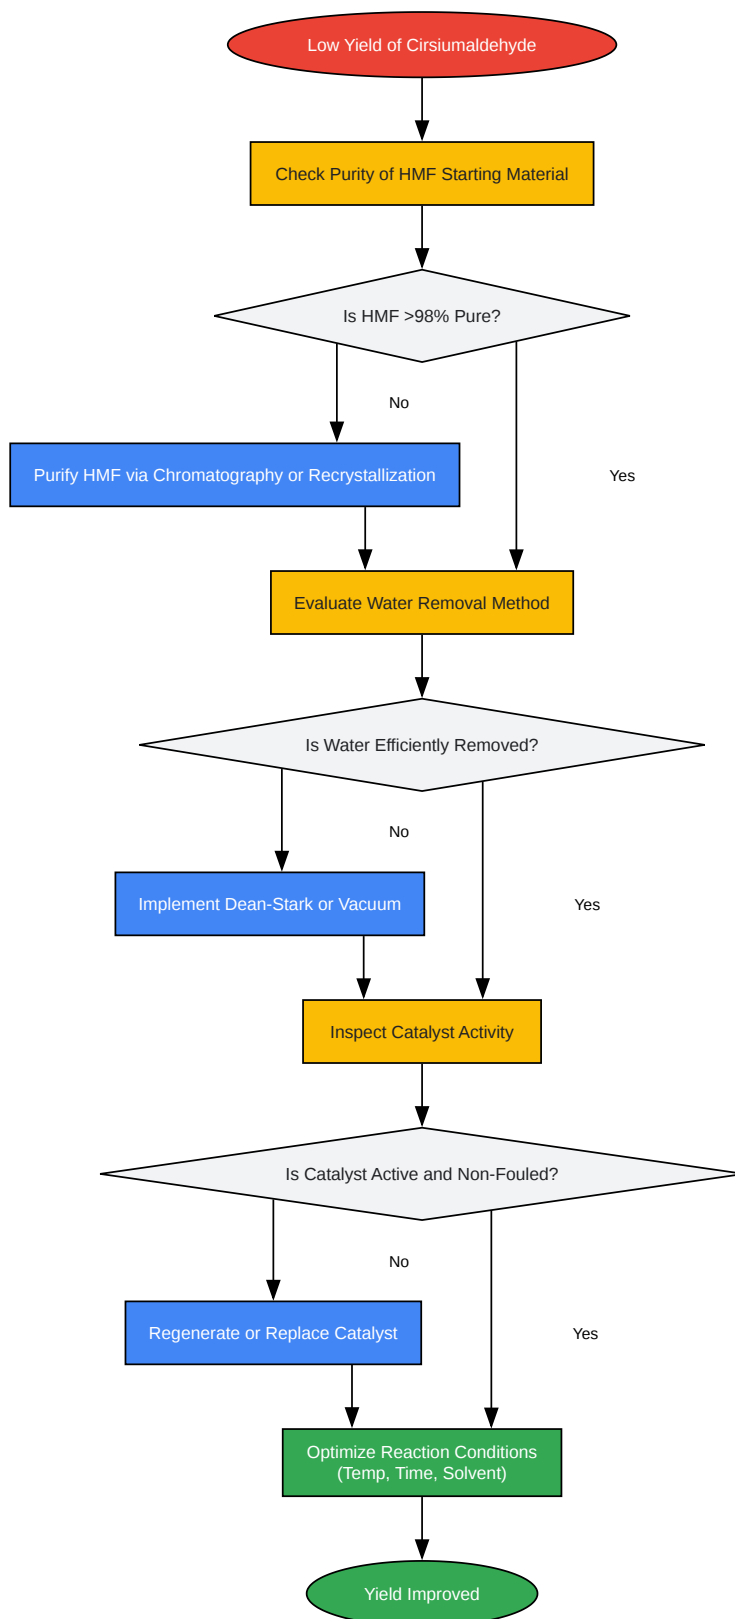 Low Yield of Cirsiumaldehyde
Check Purity of HMF Starting Material
Is HMF >98% Pure?
No
Purify HMF via Chromatography or Recrystallization
Yes
Evaluate Water Removal Method
Is Water Efficiently Removed?
No
Implement Dean-Stark or Vacuum
Yes
Inspect Catalyst Activity
Is Catalyst Active and Non-Fouled?
No
Regenerate or Replace Catalyst
Yes
Optimize Reaction Conditions
(Temp, Time, Solvent)
Yield Improved